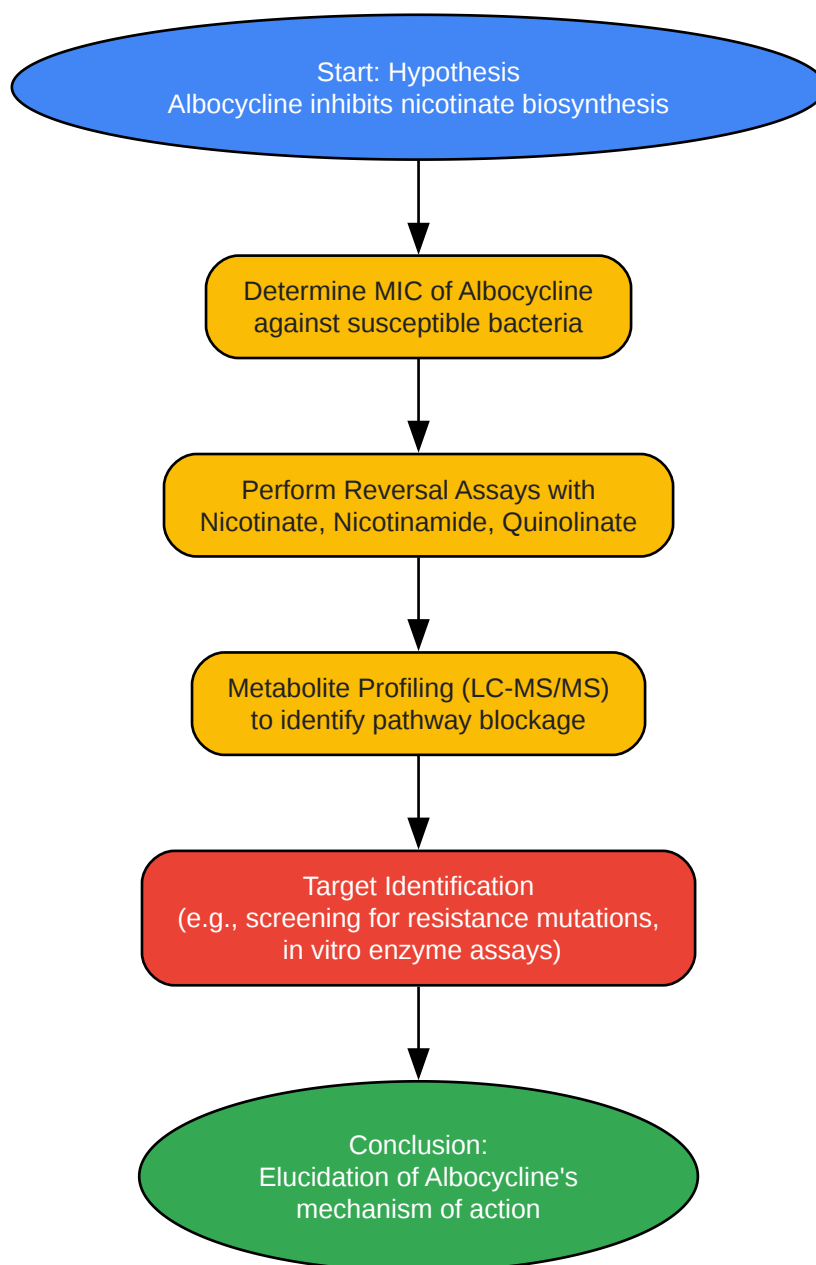 Start: Hypothesis
Albocycline inhibits nicotinate biosynthesis
Determine MIC of Albocycline
against susceptible bacteria
Perform Reversal Assays with
Nicotinate, Nicotinamide, Quinolinate
Metabolite Profiling (LC-MS/MS)
to identify pathway blockage
Target Identification
(e.g., screening for resistance mutations,
in vitro enzyme assays)
Conclusion:
Elucidation of Albocycline's
mechanism of action